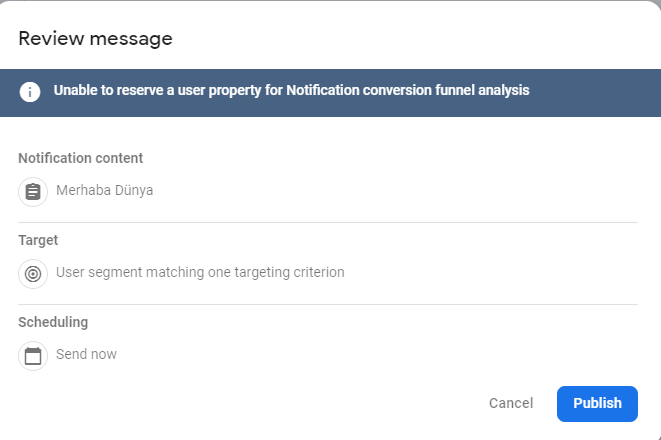 Review message
Unable to reserve a user property for Notification conversion funnel analysis
Notification content
Merhaba Dünya
Target
User segment matching one targeting criterion
Scheduling
Send now
Cancel Publish